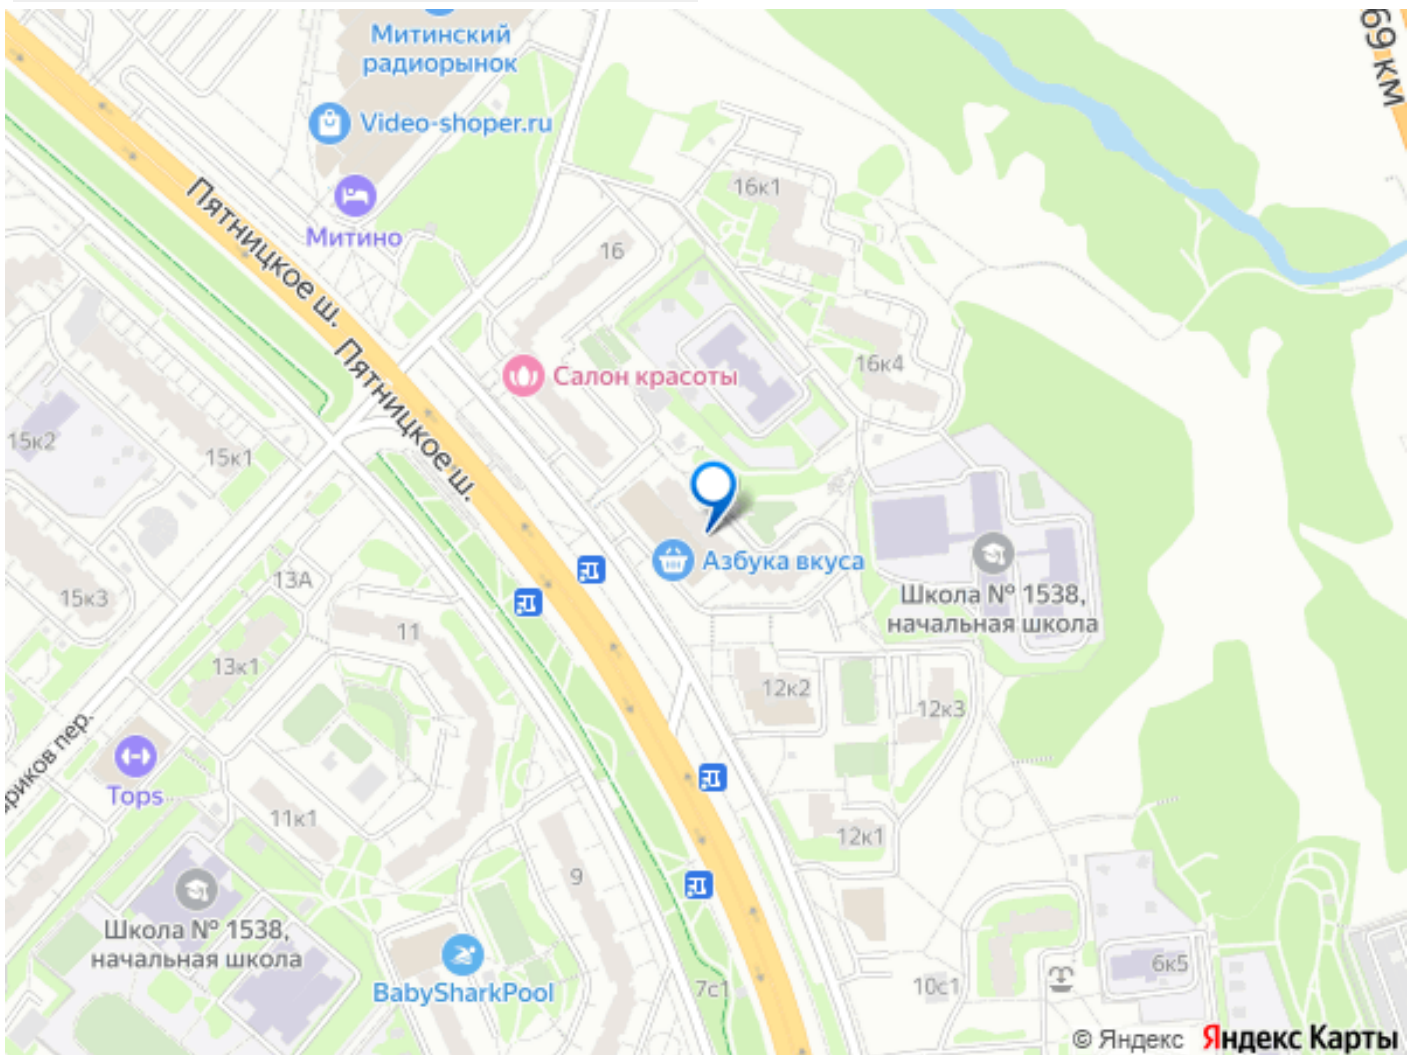 Митинский
радиорынок
69 км
Video-shoper.ru
16к1
Пятницкое ш.
Митино
16
Пятницкое ш.
16к4
Салон красоты
15к2
15к1
Азбука вкуса
13А
15к3
Школа № 1538,
начальная школа
11
13к1
12к2
12к3
риков пер.
Tops
11к1
12к1
9
Школа № 1538,
начальная школа
BabySharkPool
7с1
10с1
6к5
© Яндекс Яндекс Карты